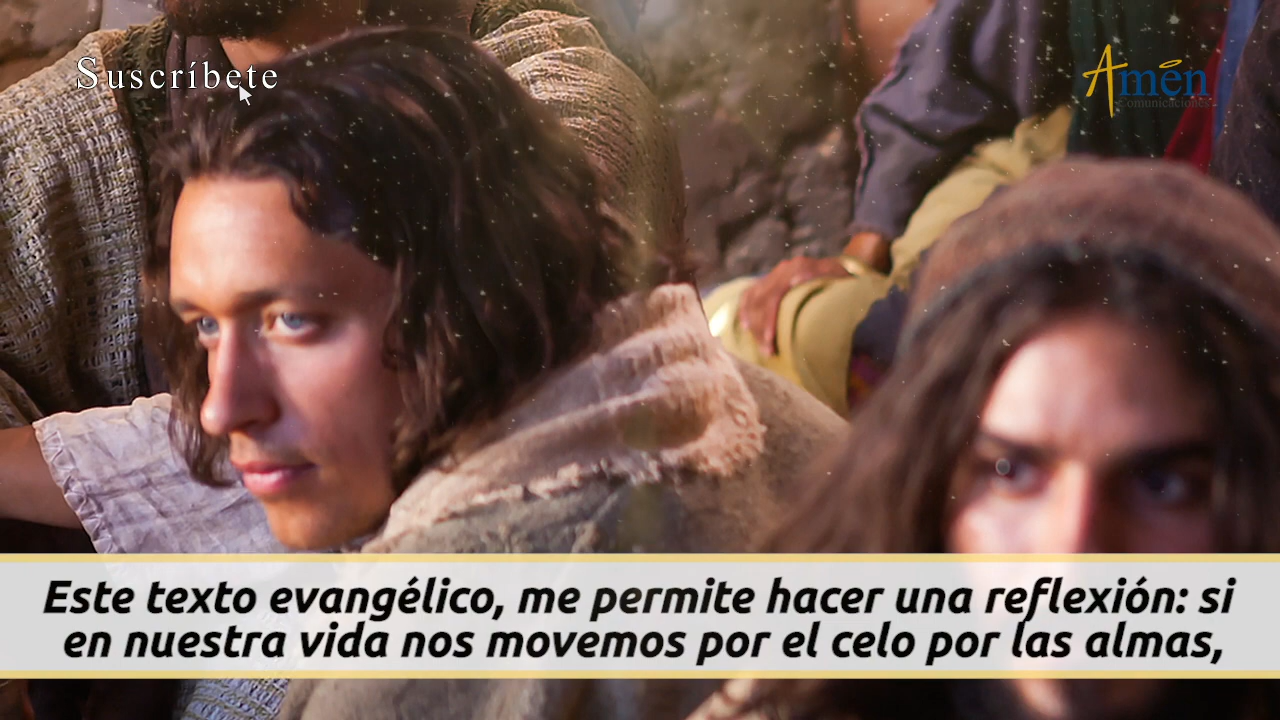 Suscríbete
Amén
Comunicaciones
Este texto evangélico, me permite hacer una reflexión: si
en nuestra vida nos movemos por el celo por las almas,